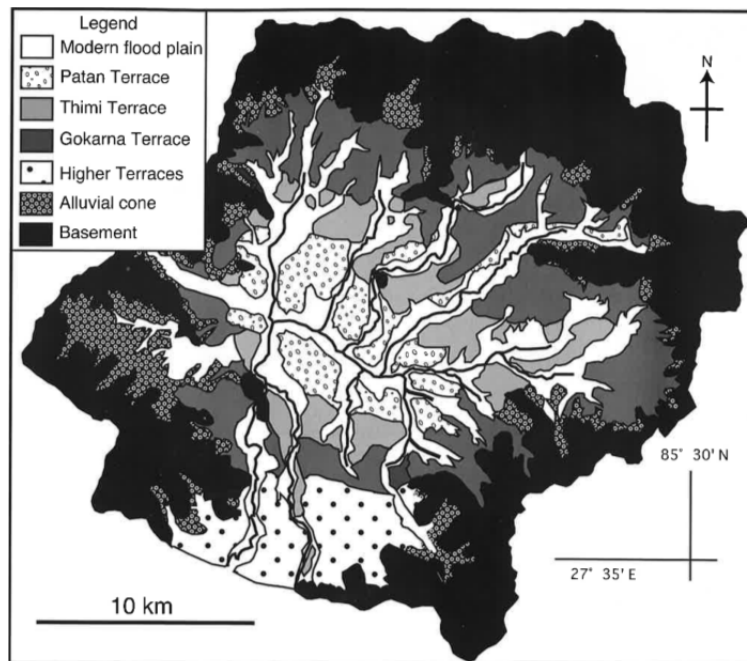 Legend
Modern flood plain
Patan Terrace
Thimi Terrace
Gokarna Terrace
Higher Terraces
Alluvial cone
Basement
N
85° 30' N
27° 35' E
10 km